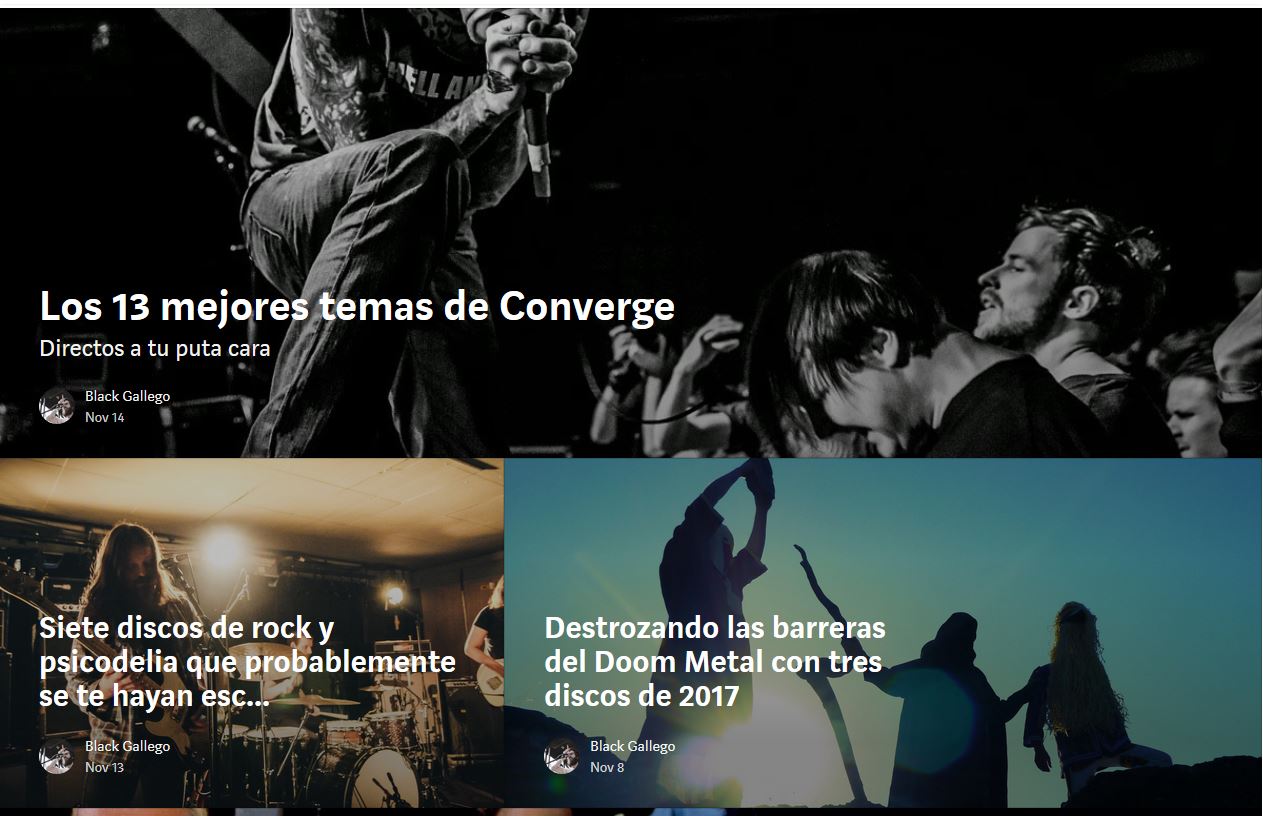 ELL AN
Los 13 mejores temas de Converge
Directos a tu puta cara
Black Gallego
Nov 14
Siete discos de rock y
psicodelia que probablemente
se te hayan esc...
Black Gallego
Nov 13
Destrozando las barreras
del Doom Metal con tres
discos de 2017
Black Gallego
Nov 8